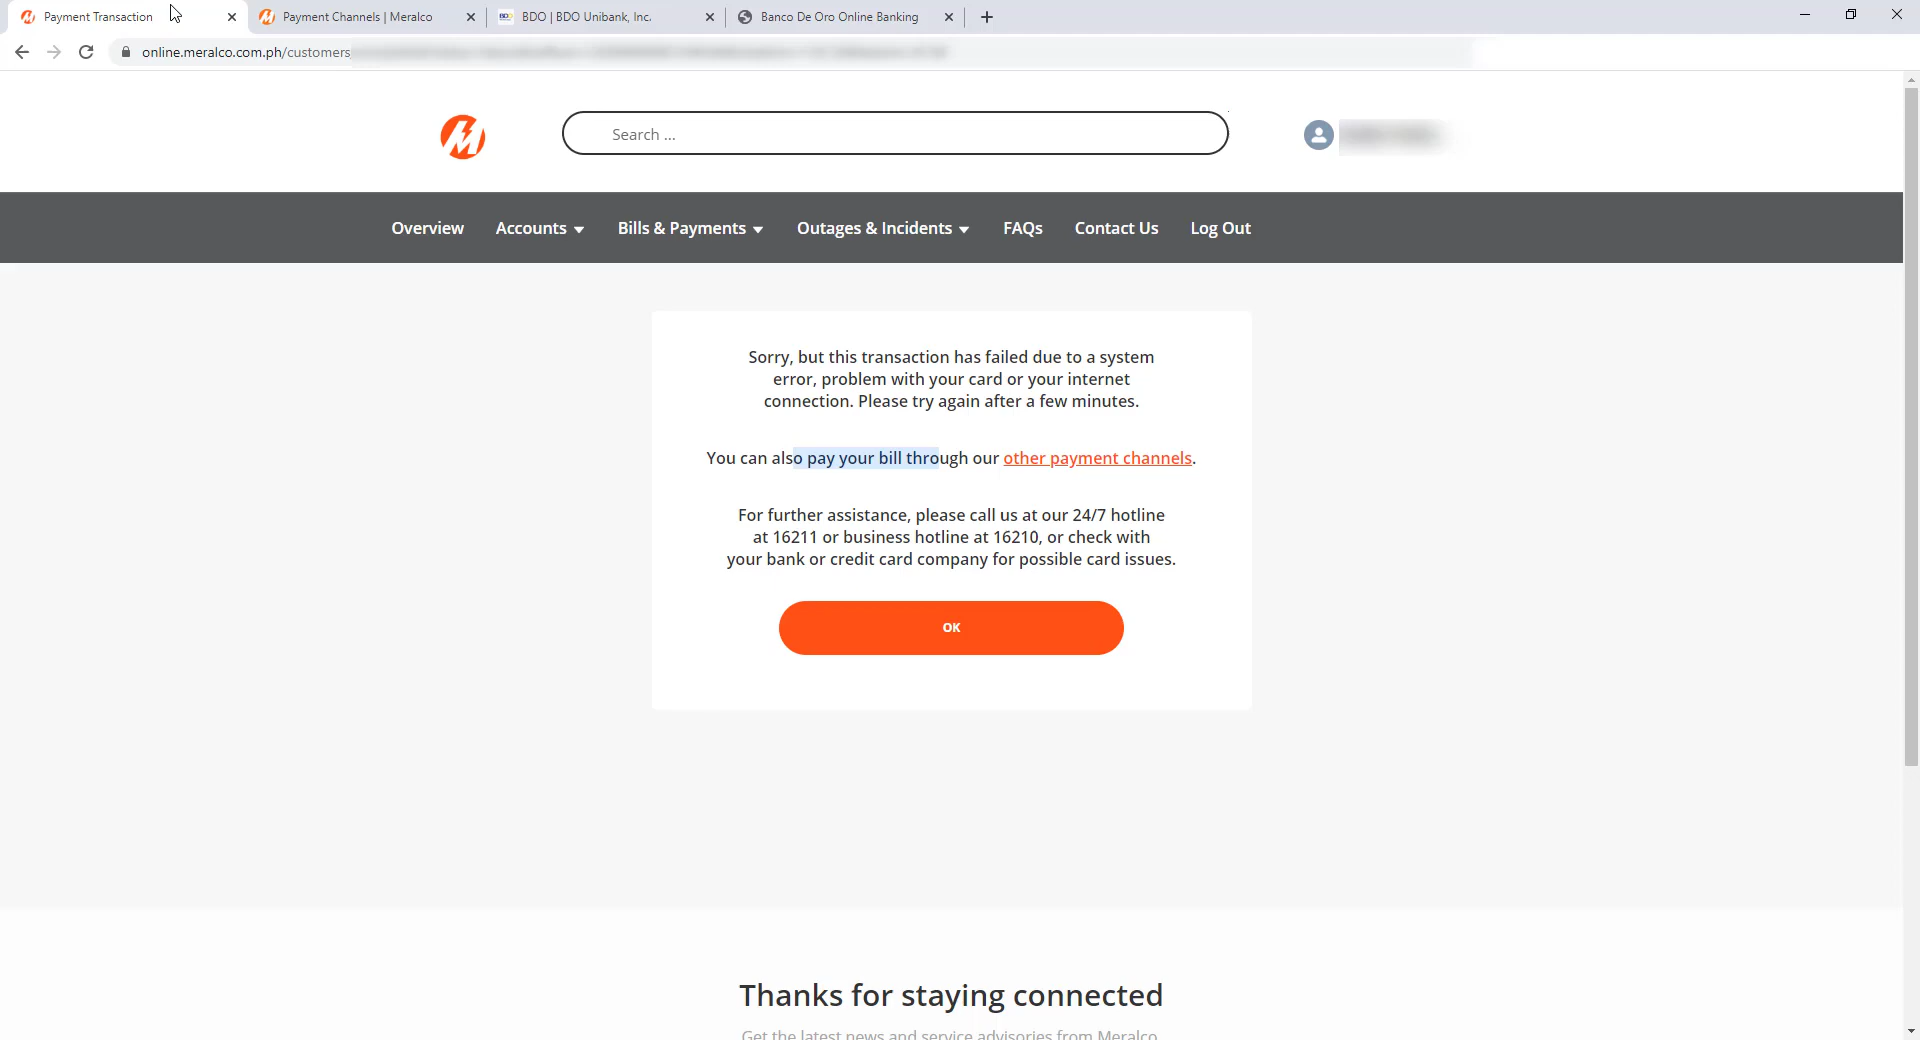 Payment Transaction
Payment Channels | Meralco
BDO | BDO Unibank, Inc.
Banco De Oro Online Banking
online.meralco.com.ph/customers
Search ...
Overview
Accounts
Bills & Payments
Outages & Incidents
FAQs
Contact Us
Log Out
Sorry, but this transaction has failed due to a system
error, problem with your card or your internet
connection. Please try again after a few minutes.
You can also pay your bill through our other payment channels.
For further assistance, please call us at our 24/7 hotline
at 16211 or business hotline at 16210, or check with
your bank or credit card company for possible card issues.
OK
Thanks for staying connected
Get the latest news and service advisories from Meralco